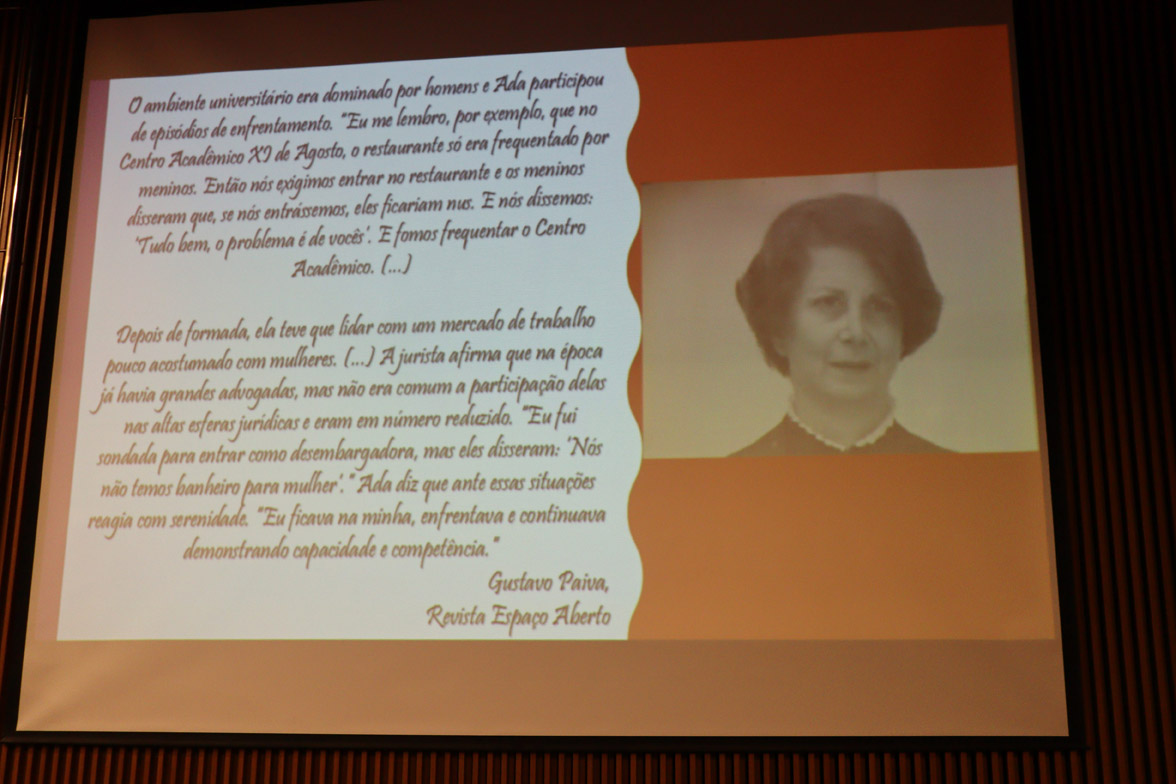 O ambiente universitário era dominado por homens e Ada participou
de episódios de enfrentamento. "Eu me lembro, por exemplo, que no
Centro Acadêmico XI de Agosto, o restaurante só era frequentado por
meninos. Então nós exigimos entrar no restaurante e os meninos
disseram que, se nós entrássemos, eles ficariam nus. E nós dissemos:
'Tudo bem, o problema é de vocês'. E fomos frequentar o Centro
Acadêmico. (...)
Depois de formada, ela teve que lidar com um mercado de trabalho
pouco acostumado com mulheres. (...) A jurista afirma que na época
já havia grandes advogadas, mas não era comum a participação delas
nas altas esferas jurídicas e eram em número reduzido. "Eu fui
sondada para entrar como desembargadora, mas eles disseram: 'Nós
não temos banheiro para mulher'." Ada diz que ante essas situações
reagia com serenidade. "Eu ficava na minha, enfrentava e continuava
demonstrando capacidade e competência."
Gustavo Paiva,
Revista Espaço Aberto